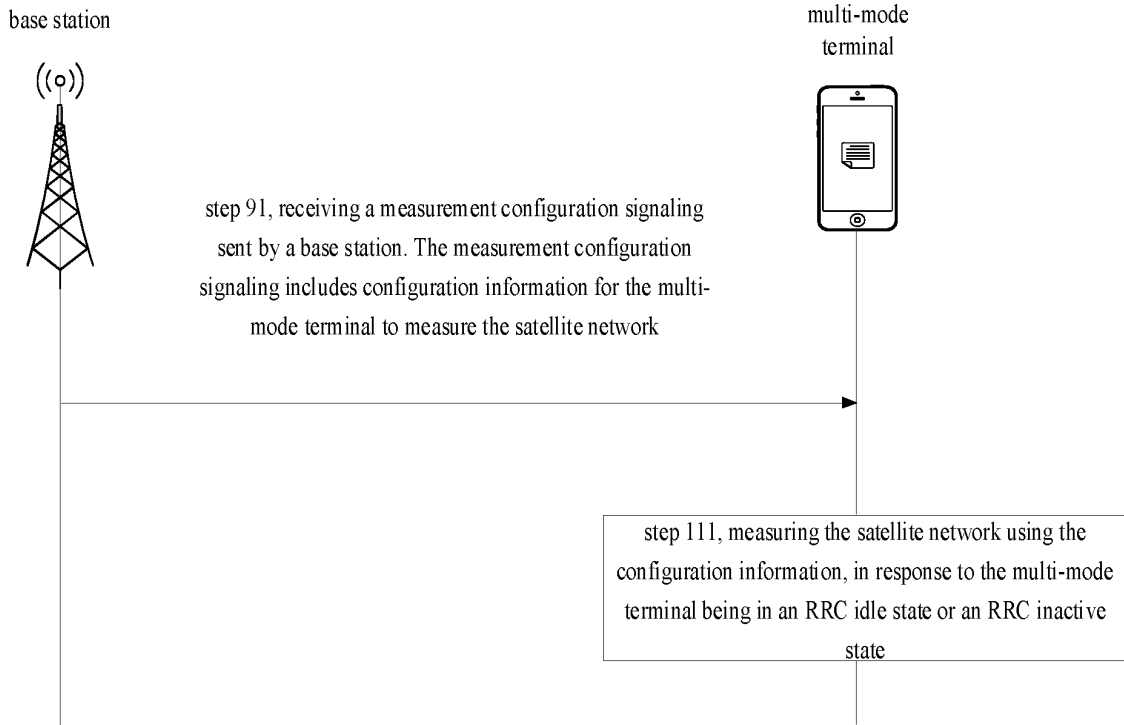 base station
multi-mode
terminal
step 91, receiving a measurement configuration signaling
sent by a base station. The measurement configuration
signaling includes configuration information for the multi-
mode terminal to measure the satellite network
step 111, measuring the satellite network using the
configuration information, in response to the multi-mode
terminal being in an RRC idle state or an RRC inactive
state